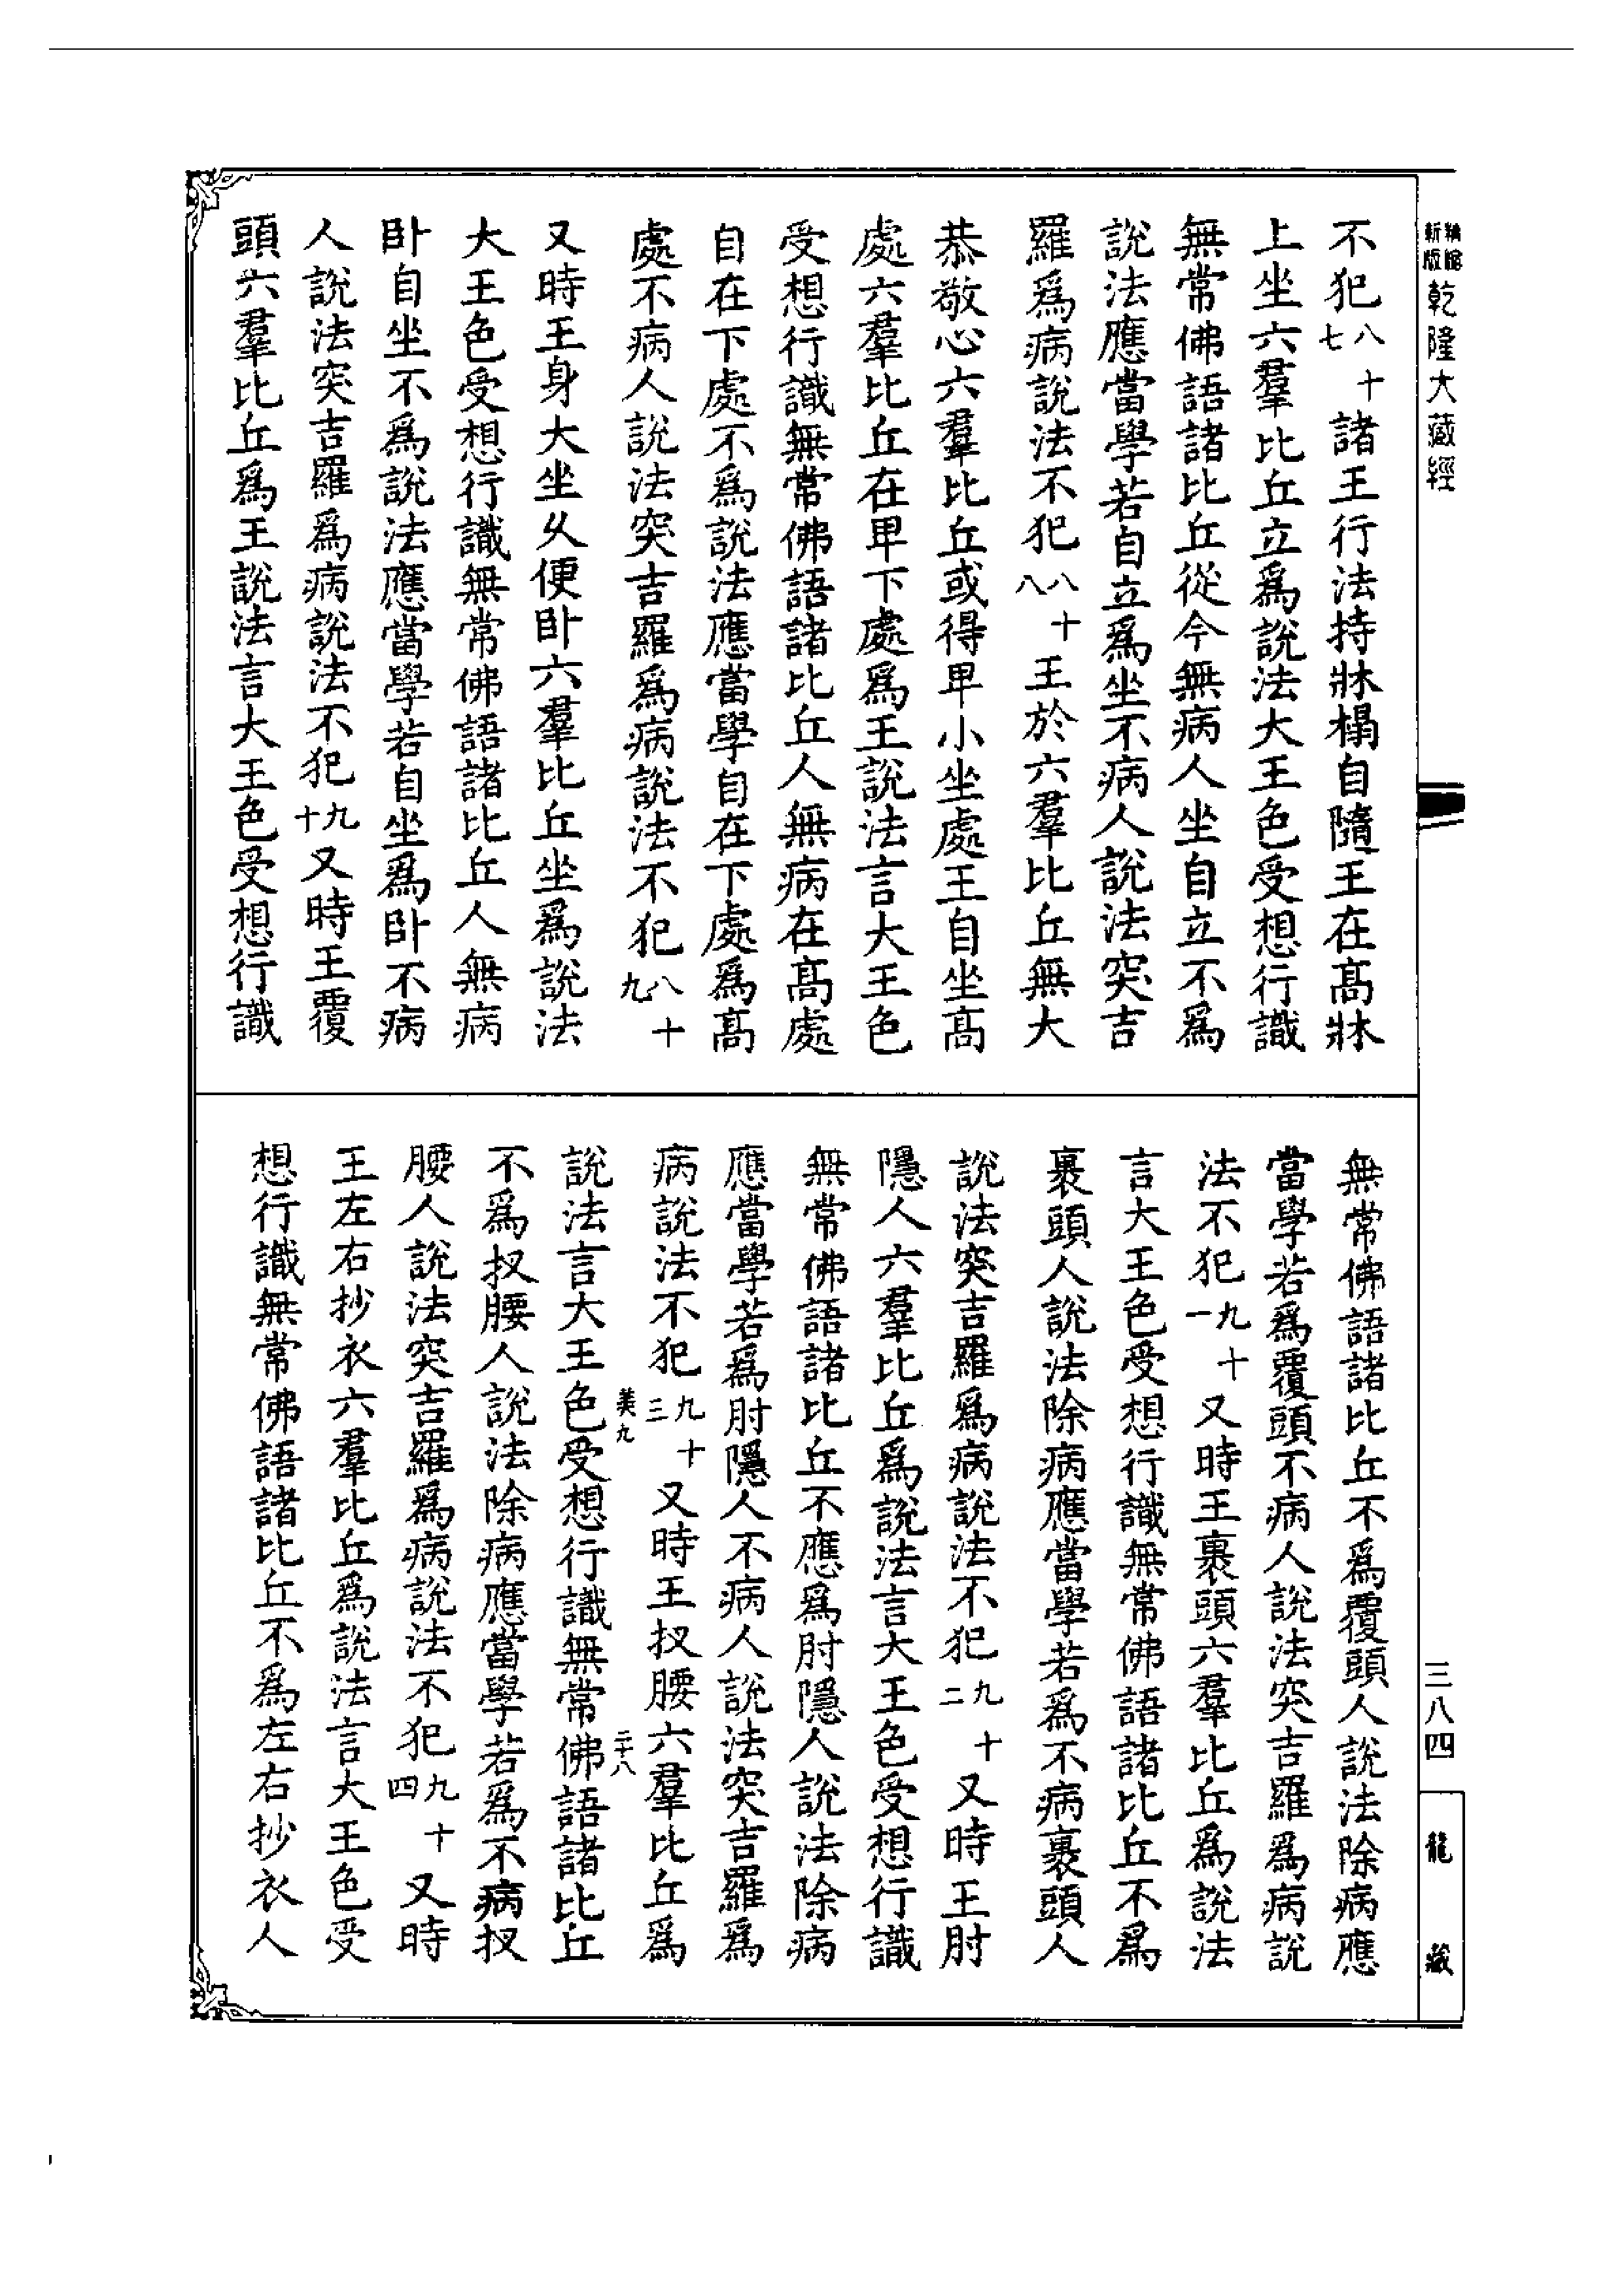 精縮新版乾隆大藏經
不犯八十七諸王行法持牀榻自隨王在髙牀
上坐六羣比丘立爲說法大王色受想行識
無常佛語諸比丘從今無病人坐自立不爲
說法應當學若自立爲坐不病人說法突吉
羅爲病說法不犯八十八王於六羣比丘無大
恭敬心六羣比丘或得卑小坐處王自坐髙
處六羣比丘在卑下處爲王說法言大王色
受想行識無常佛語諸比丘人無病在髙處
自在下處不爲說法應當學自在下處爲髙
處不病人說法突吉羅爲病說法不犯八十九
又時王身大坐乆便卧六羣比丘坐爲說法
大王色受想行識無常佛語諸比丘人無病
卧自坐不爲說法應當學若自坐爲卧不病
人說法突吉羅爲病說法不犯九十又時王覆
頭六羣比丘爲王說法言大王色受想行識
無常佛語諸比丘不爲覆頭人說法除病應
當學若爲覆頭不病人說法突吉羅爲病說
法不犯九十一又時王裹頭六羣比丘爲說法
言大王色受想行識無常佛語諸比丘不爲
裹頭人說法除病應當學若爲不病裹頭人
說法突吉羅爲病說法不犯九十二又時王肘
隱人六羣比丘爲說法言大王色受想行識
無常佛語諸比丘不應爲肘隱人說法除病
應當學若爲肘隱人不病人說法突吉羅爲
病說法不犯九十三又時王扠腰六羣比丘爲
美九 二十八
說法言大王色受想行識無常佛語諸比丘
不爲扠腰人說法除病應當學若爲不病扠
腰人說法突吉羅爲病說法不犯九十四又時
王左右抄衣六羣比丘爲說法言大王色受
想行識無常佛語諸比丘不爲左右抄衣人
三八四
龍藏